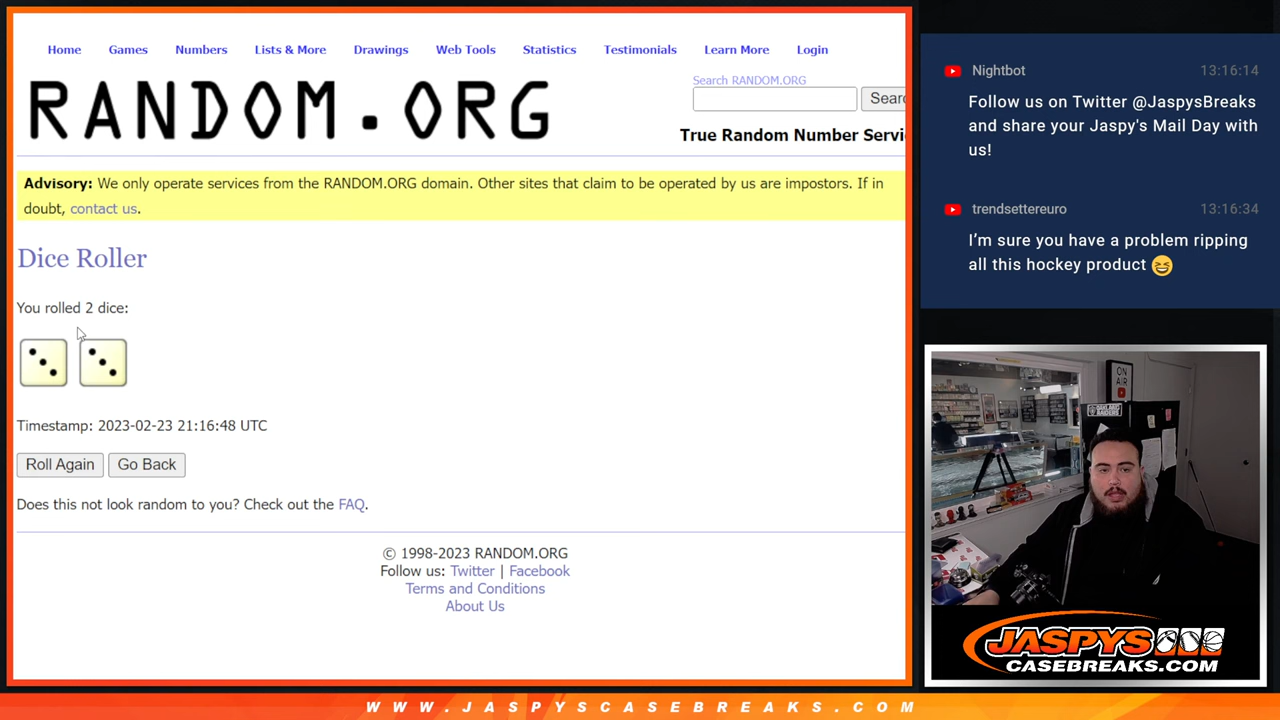 Home Games Numbers Lists & More Drawings Web Tools Statistics Testimonials Learn More Login
RANDOM.ORG
Search RANDOM.ORG
Searc
True Random Number Servi
Advisory: We only operate services from the RANDOM.ORG domain. Other sites that claim to be operated by us are impostors. If in
doubt, contact us.
Dice Roller
You rolled 2 dice:
Timestamp: 2023-02-23 21:16:48 UTC
Roll Again Go Back
Does this not look random to you? Check out the FAQ.
© 1998-2023 RANDOM.ORG
Follow us: Twitter | Facebook
Terms and Conditions
About Us
Nightbot 13:16:14
Follow us on Twitter @JaspysBreaks
and share your Jaspy's Mail Day with
us!
trendsettereuro 13:16:34
I’m sure you have a problem ripping
all this hockey product 😆
ON
AIR
JASPYS
CASEBREAKS.COM
WWW.JASPYSCASEBREAKS.COM